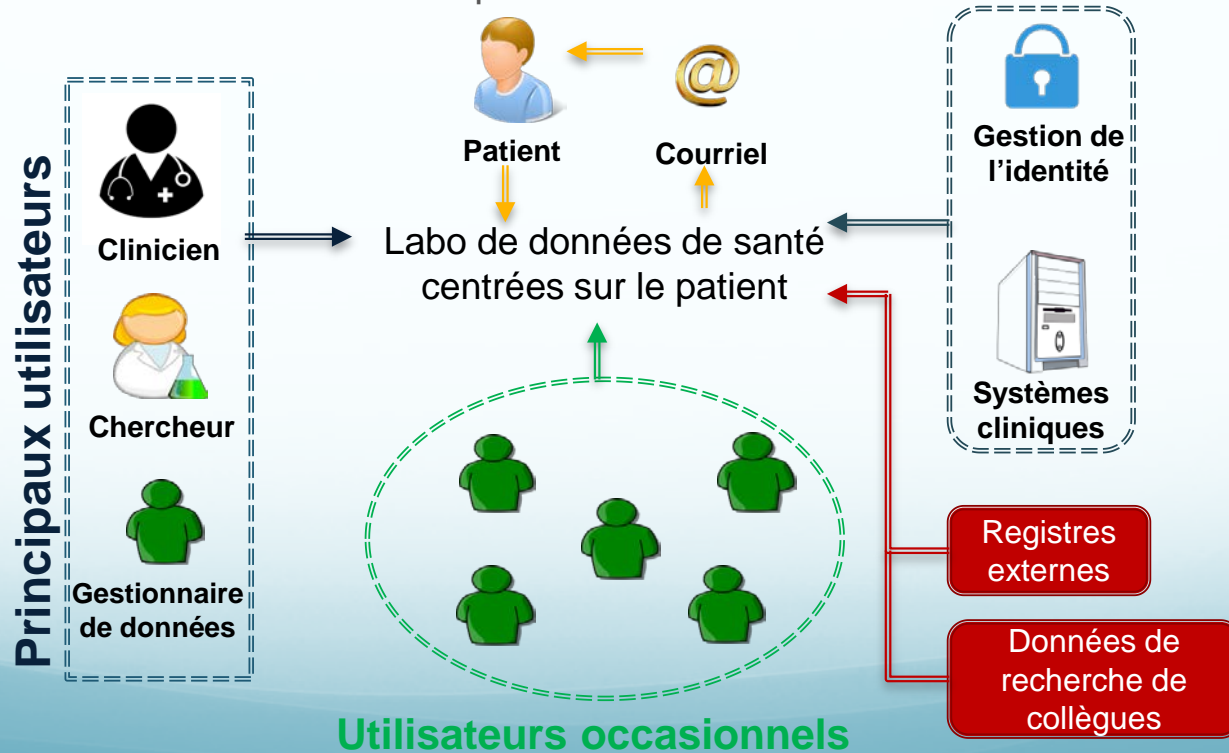 Principaux utilisateurs
Clinicien
Chercheur
Gestionnaire
de données
Patient
@
Courriel
Labo de données de santé
centrées sur le patient
Utilisateurs occasionnels
Gestion de
l'identité
Systèmes
cliniques
Registres
externes
Données de
recherche de
collègues